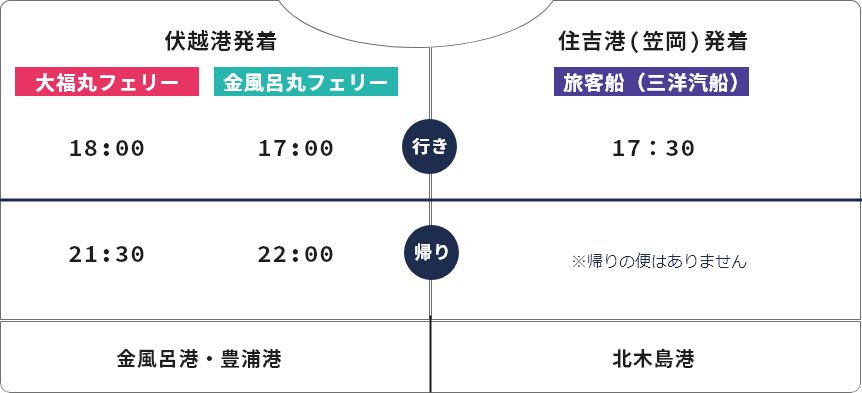 伏越港発着
住吉港(笠岡)発着
大福丸フェリー
金風呂丸フェリー
旅客船（三洋汽船）
18:00
17:00
行き
17：30
21:30
22:00
帰り
※帰りの便はありません
金風呂港・豊浦港
北木島港